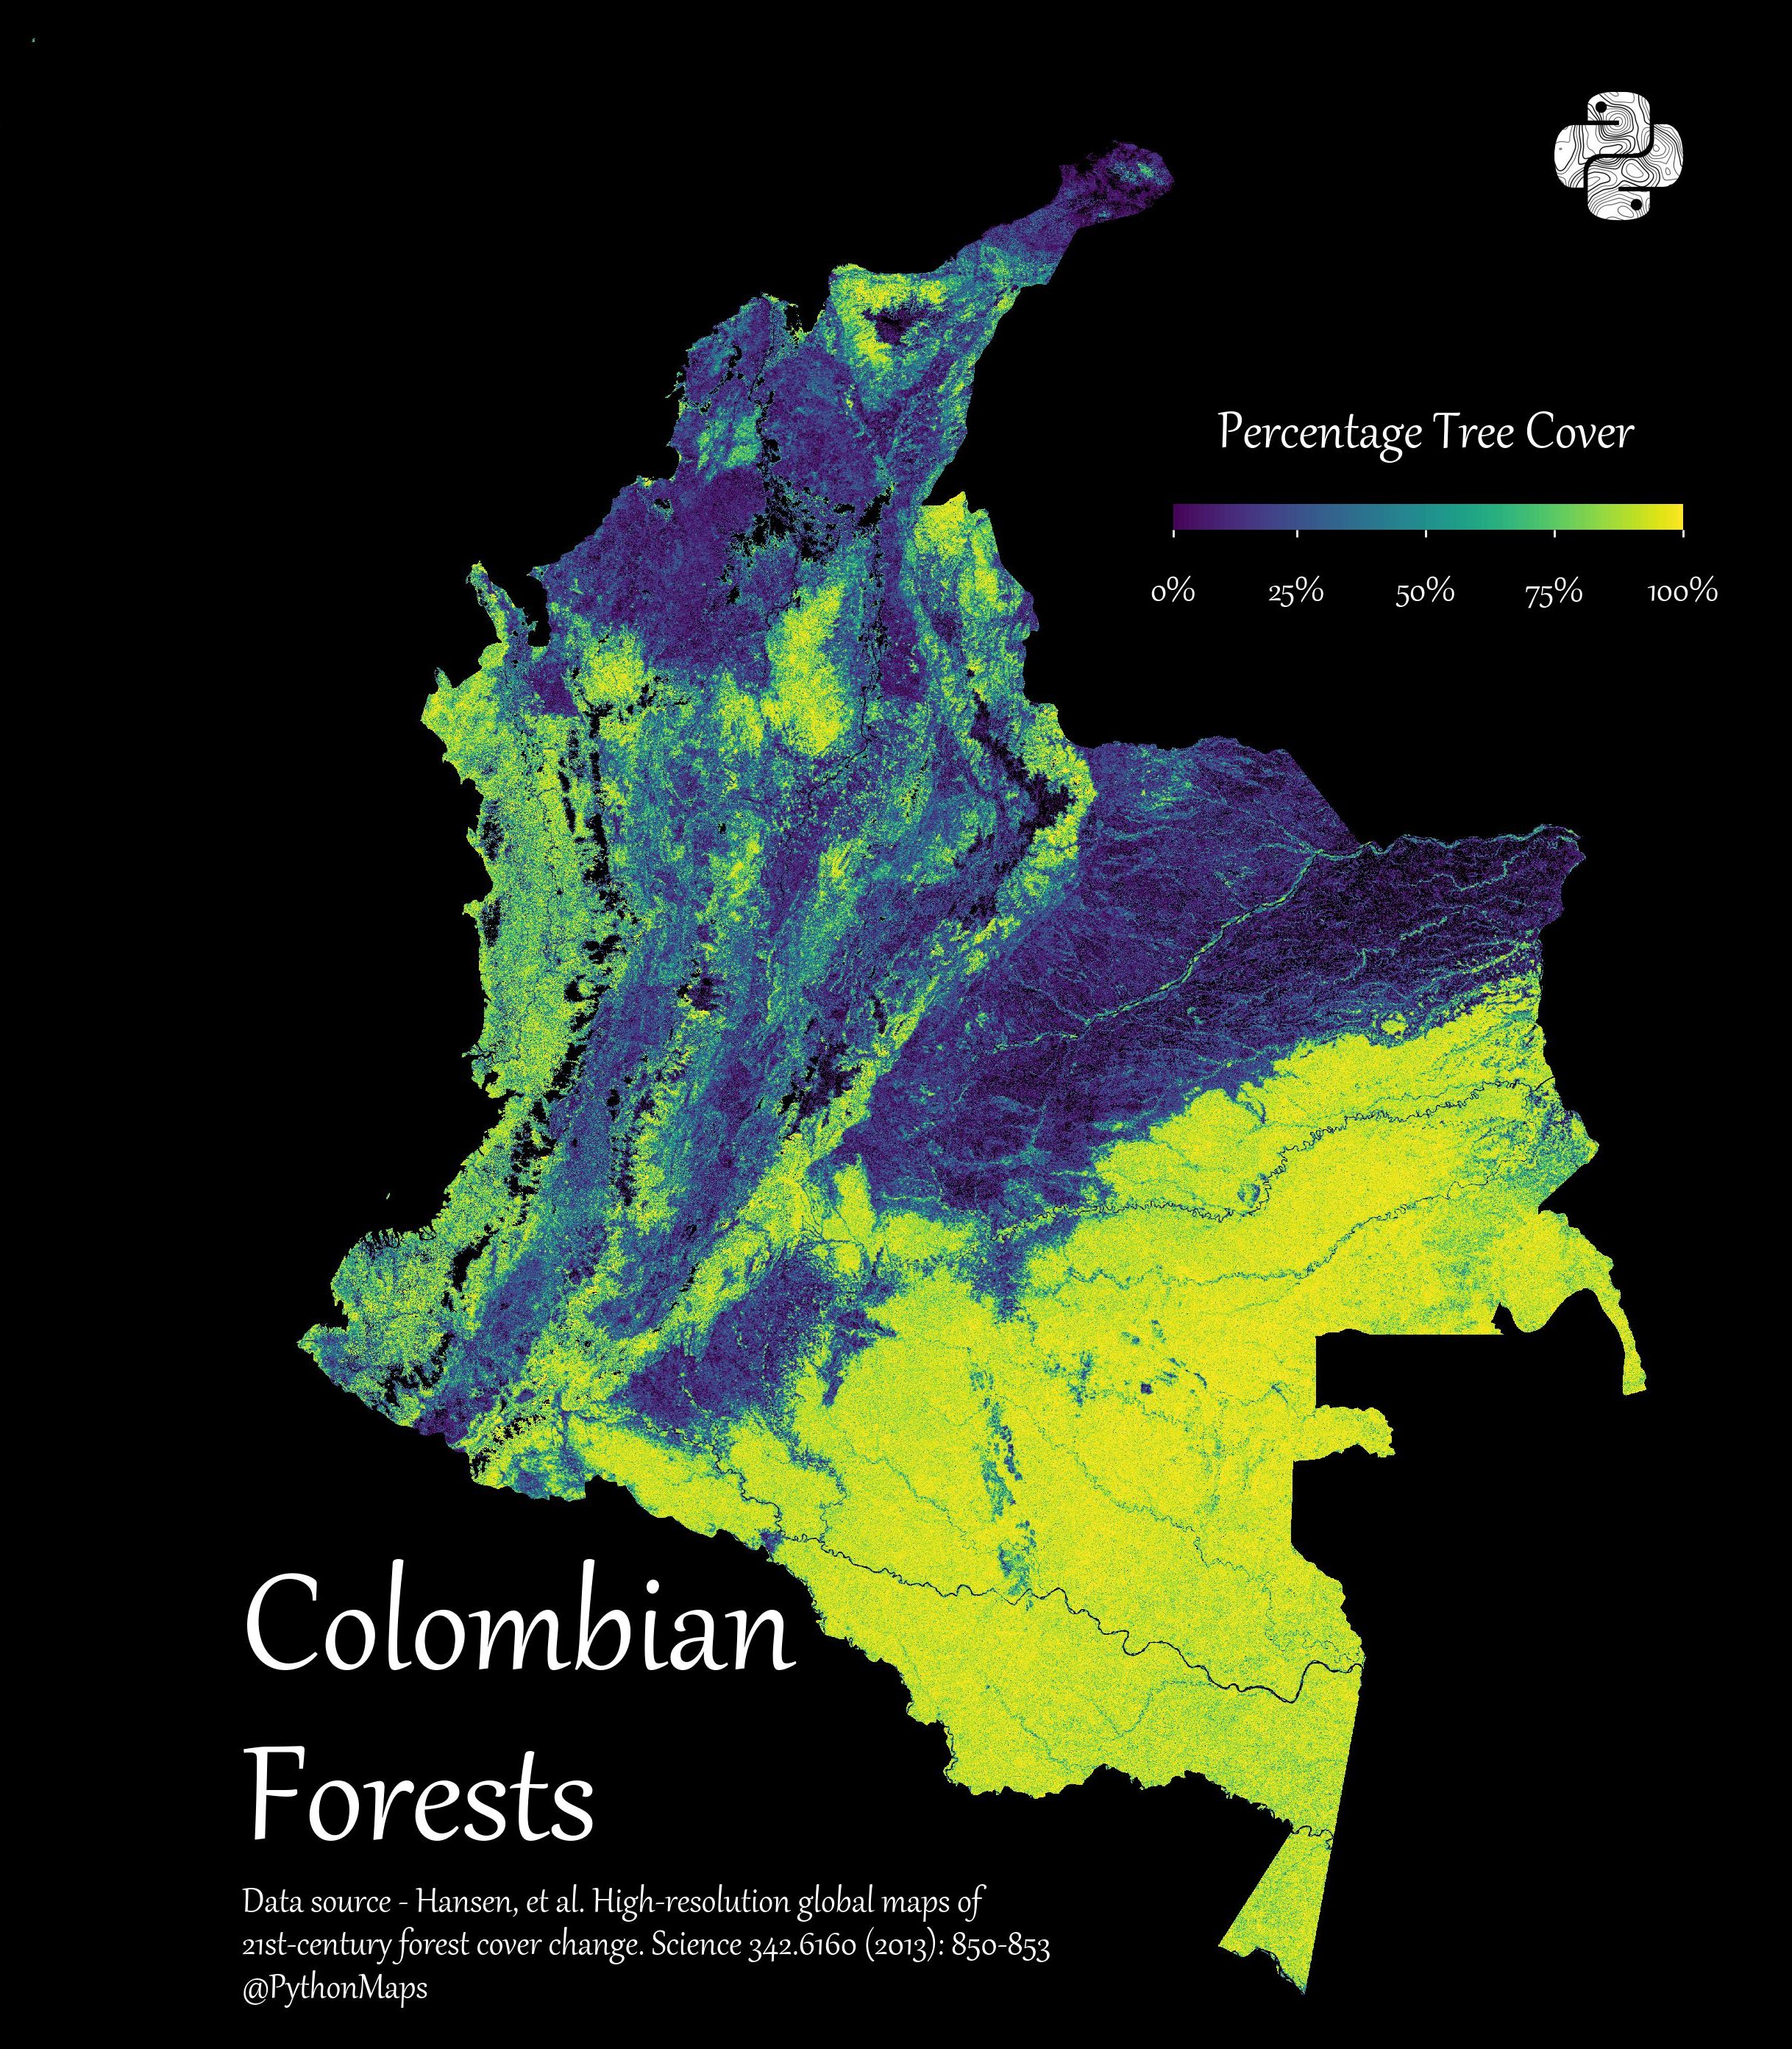 Percentage Tree Cover
0% 25% 50% 75% 100%
Colombian
Forests
Data source - Hansen, et al. High-resolution global maps of
21st-century forest cover change. Science 342.6160 (2013): 850-853
@PythonMaps